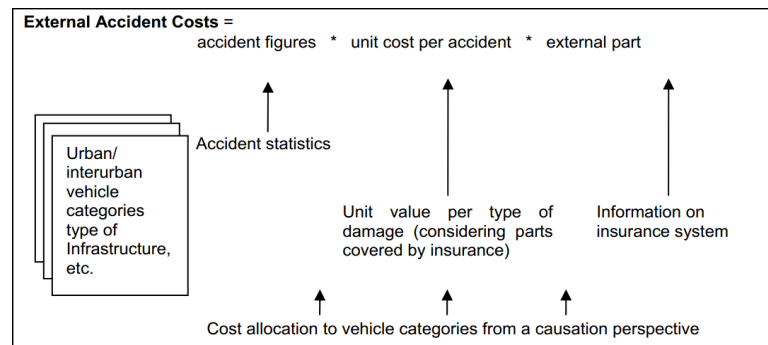 External Accident Costs =
accident figures * unit cost per accident * external part
Accident statistics
Urban/
interurban
vehicle
categories
type of
Infrastructure,
etc.
Unit value per type of
damage (considering parts
covered by insurance)
Information on
insurance system
Cost allocation to vehicle categories from a causation perspective